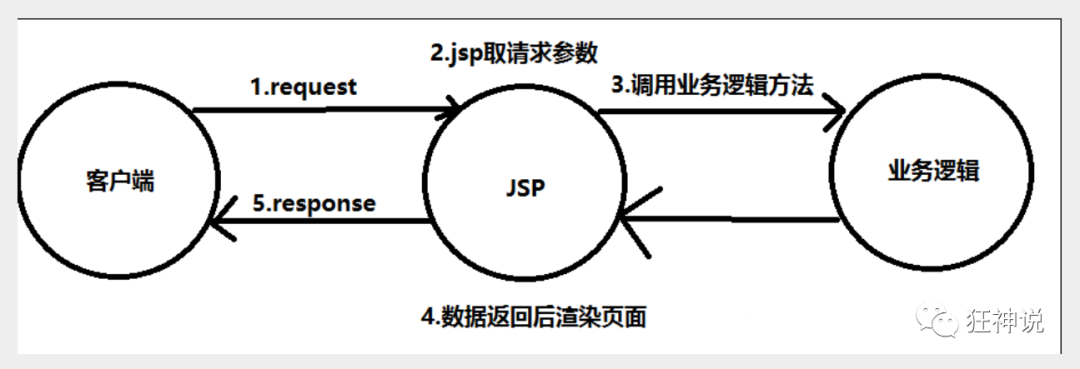 2.jsp取请求参数
1.request
3.调用业务逻辑方法
客户端
JSP
业务逻辑
5.response
4.数据返回后渲染页面
狂神说